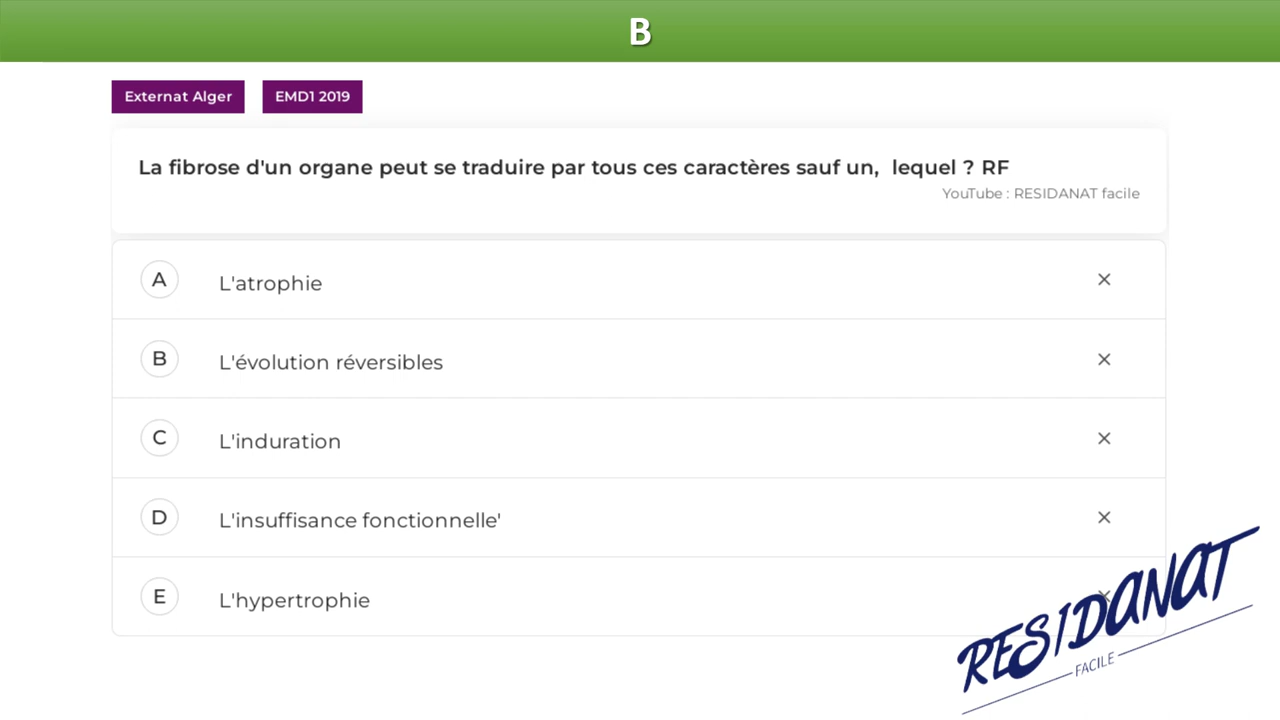 B
Externat Alger EMD1 2019
La fibrose d'un organe peut se traduire par tous ces caractères sauf un, lequel ? RF
YouTube : RESIDANAT facile
A L'atrophie ×
B L'évolution réversibles ×
C L'induration ×
D L'insuffisance fonctionnelle' ×
E L'hypertrophie ×
RESIDANAT
FACILE